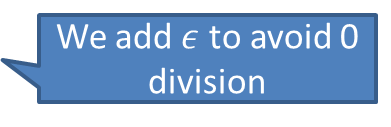 We add ϵ to avoid 0
division